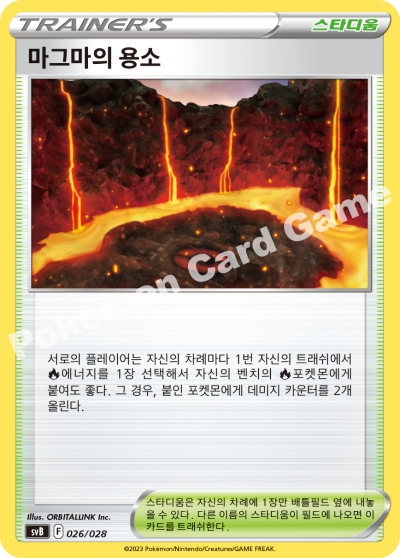 TRAINER'S
스타디움
마그마의 용소
Pokémon Card Game
서로의 플레이어는 자신의 차례마다 1번 자신의 트래쉬에서
에너지를 1장 선택해서 자신의 벤치의 포켓몬에게
붙여도 좋다. 그 경우, 붙인 포켓몬에게 데미지 카운터를 2개
올린다.
Illus. ORBITALLINK Inc.
svB F 026/028
스타디움은 자신의 차례에 1장만 배틀필드 옆에 내놓
을 수 있다. 다른 이름의 스타디움이 필드에 나오면 이
카드를 트래쉬한다.
©2023 Pokémon/Nintendo/Creatures/GAME FREAK.